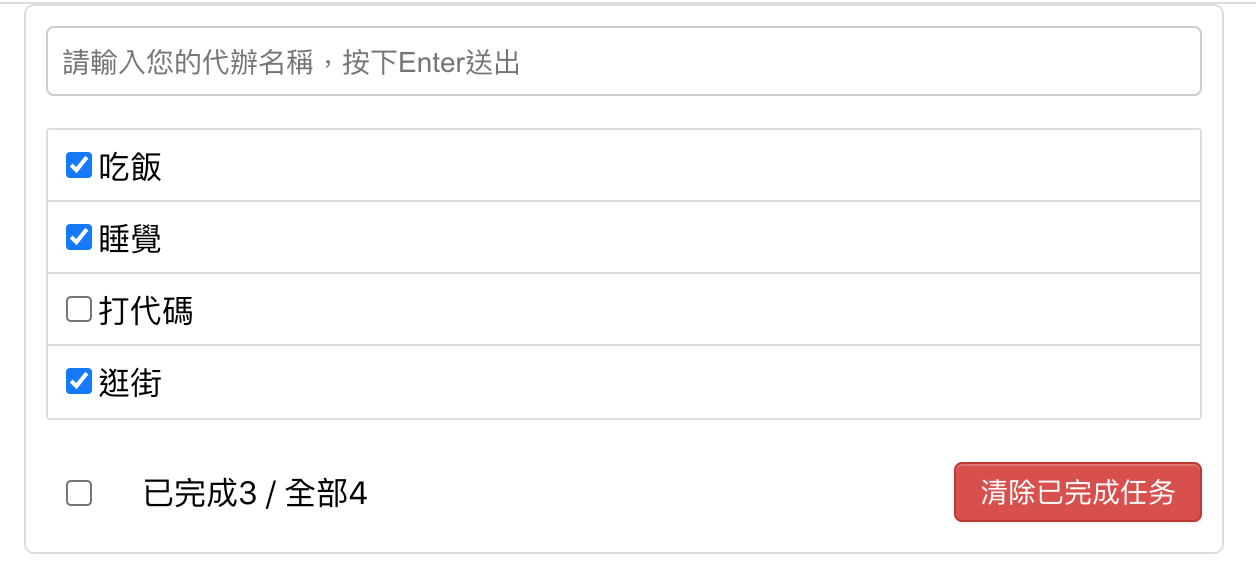 請輸入您的代辦名稱，按下Enter送出
吃飯
睡覺
打代碼
逛街
已完成3 / 全部4
清除已完成任务